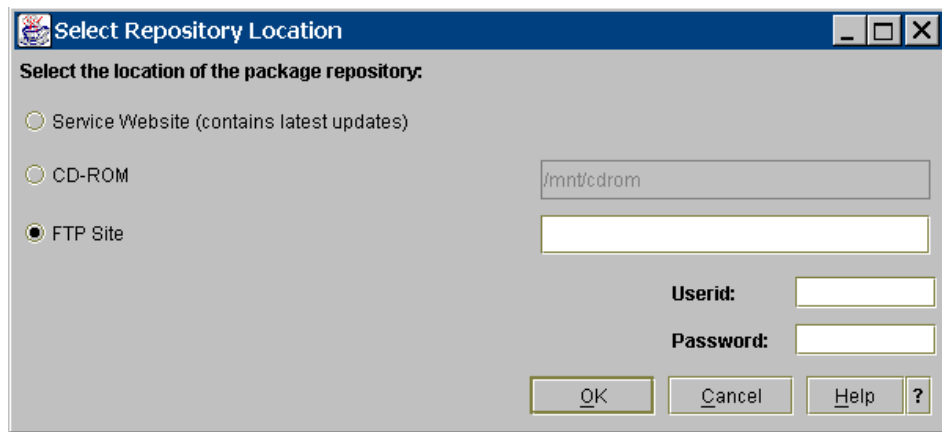 Select Repository Location
Select the location of the package repository:
Service Website (contains latest updates)
CD-ROM /mnt/cdrom
FTP Site
Userid:
Password:
OK Cancel Help ?